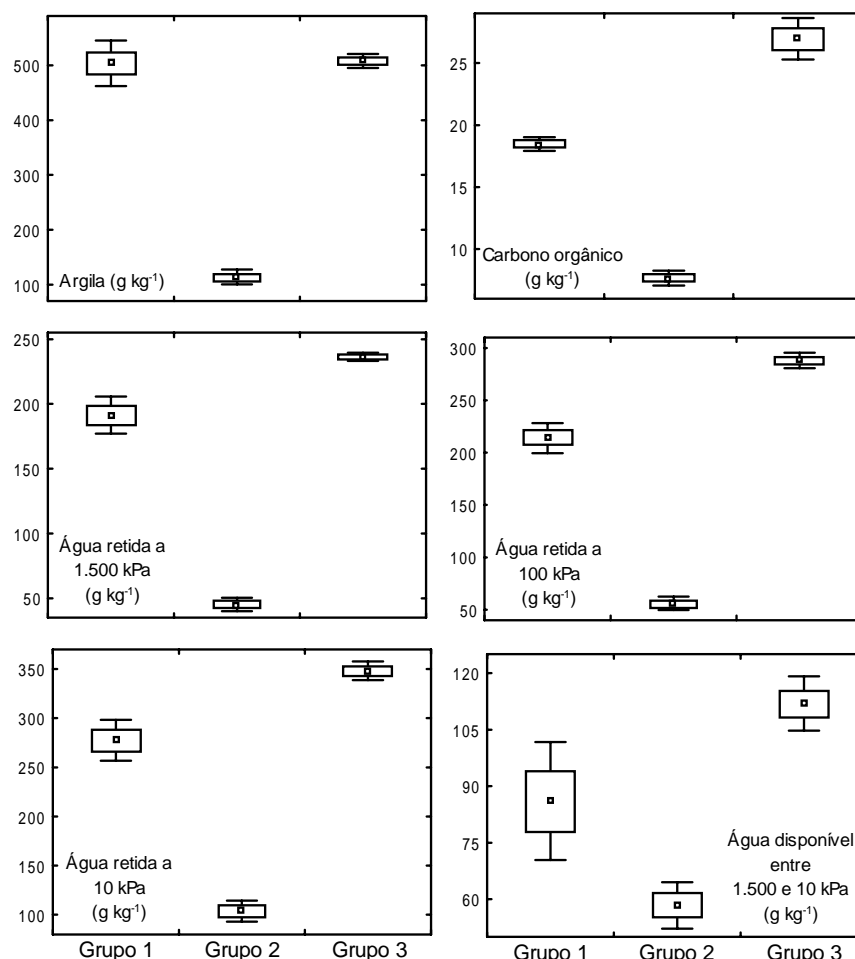 500
400
300
200
100
Argila (g kg-1)
25
20
15
10
Carbono orgânico
(g kg-1)
250
200
150
100
50
Água retida a
1.500 kPa
(g kg-1)
300
250
200
150
100
50
Água retida a
100 kPa
(g kg-1)
350
300
250
200
150
100
Água retida a
10 kPa
(g kg-1)
Grupo 1 Grupo 2 Grupo 3
120
105
90
75
60
Água disponível
entre
1.500 e 10 kPa
(g kg-1)
Grupo 1 Grupo 2 Grupo 3